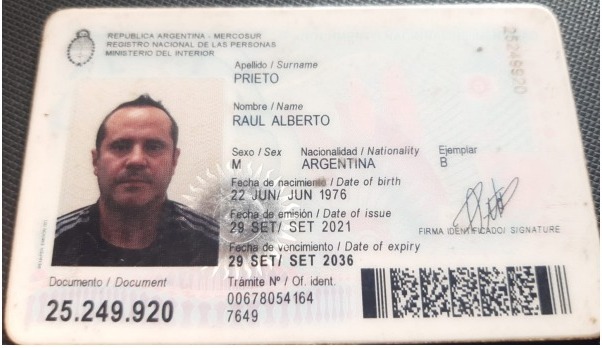 REPUBLICA ARGENTINA - MERCOSUR
REGISTRO NACIONAL DE LAS PERSONAS
MINISTERIO DEL INTERIOR
25249920
Apellido / Surname
PRIETO
Nombre / Name
RAUL ALBERTO
Sexo / Sex Nacionalidad / Nationality Ejemplar
M ARGENTINA B
Fecha de nacimiento / Date of birth
22 JUN/ JUN 1976
Fecha de emisión / Date of issue
29 SET/ SET 2021
FIRMA IDENTIFICADO/ SIGNATURE
Fecha de vencimiento / Date of expiry
29 SET/ SET 2036
Documento / Document
25.249.920
Tramite Nº / Of. ident.
00678054164
7649